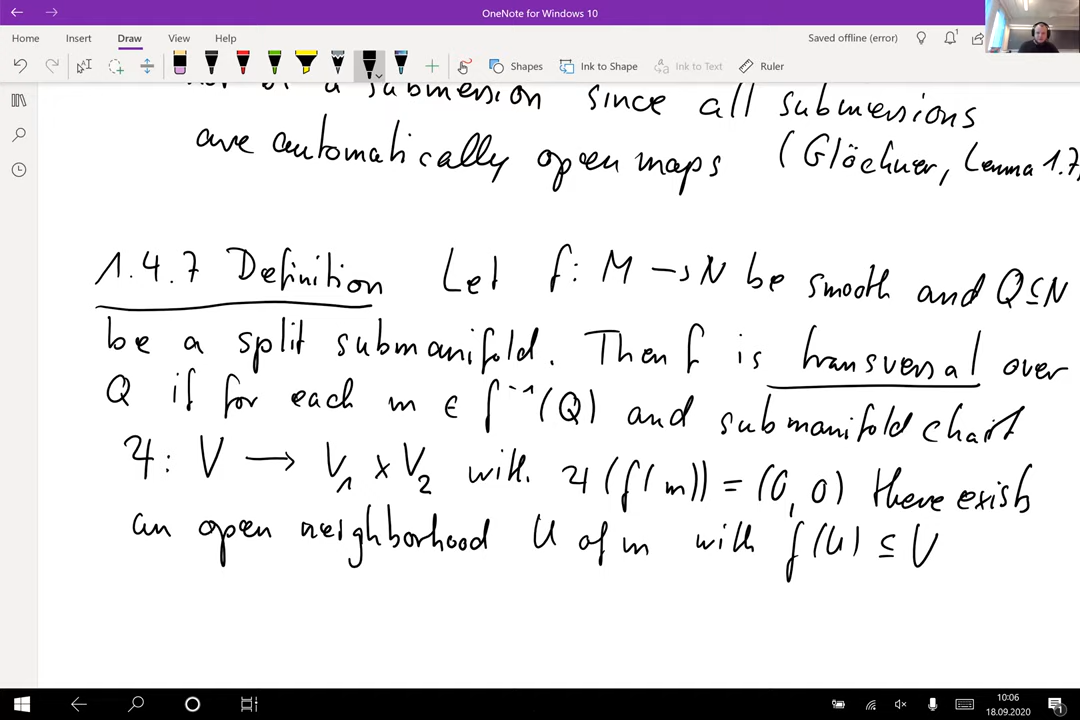 OneNote for Windows 10
Home Insert Draw View Help Saved offline (error)
Shapes Ink to Shape Ink to Text Ruler
a submersion since all submersions
are automatically open maps (Glöckner, Lemma 1.7,
1.4.7 Definition Let f: M → N be smooth and Q ⊆ N
be a split submanifold. Then f is transversal over
Q if for each m ∈ f⁻¹(Q) and submanifold chart
ψ: V → V₁ × V₂ with ψ(f(m)) = (0,0) there exists
an open neighborhood U of m with f(U) ⊆ V
10:06
18.09.2020